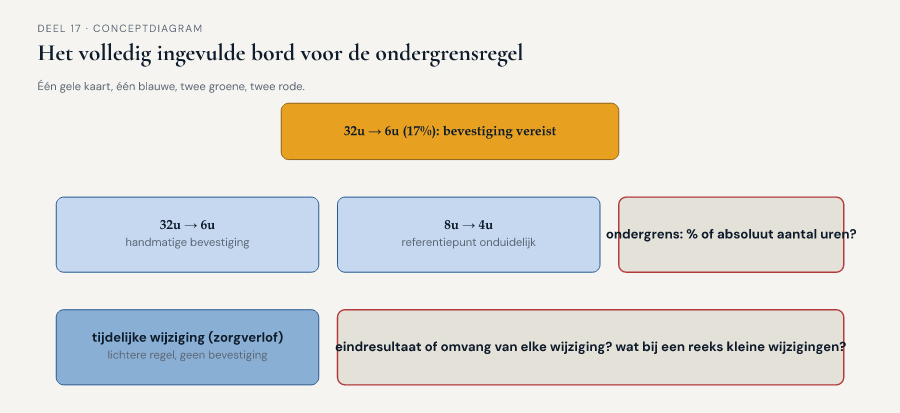 DEEL 17 · CONCEPTDIAGRAM
Het volledig ingevulde bord voor de ondergrensregel
Één gele kaart, één blauwe, twee groene, twee rode.
32u → 6u (17%): bevestiging vereist
32u → 6u
handmatige bevestiging
8u → 4u
referentiepunt onduidelijk
ondergrens: % of absoluut aantal uren?
tijdelijke wijziging (zorgverlof)
lichtere regel, geen bevestiging
eindresultaat of omvang van elke wijziging? wat bij een reeks kleine wijzigingen?